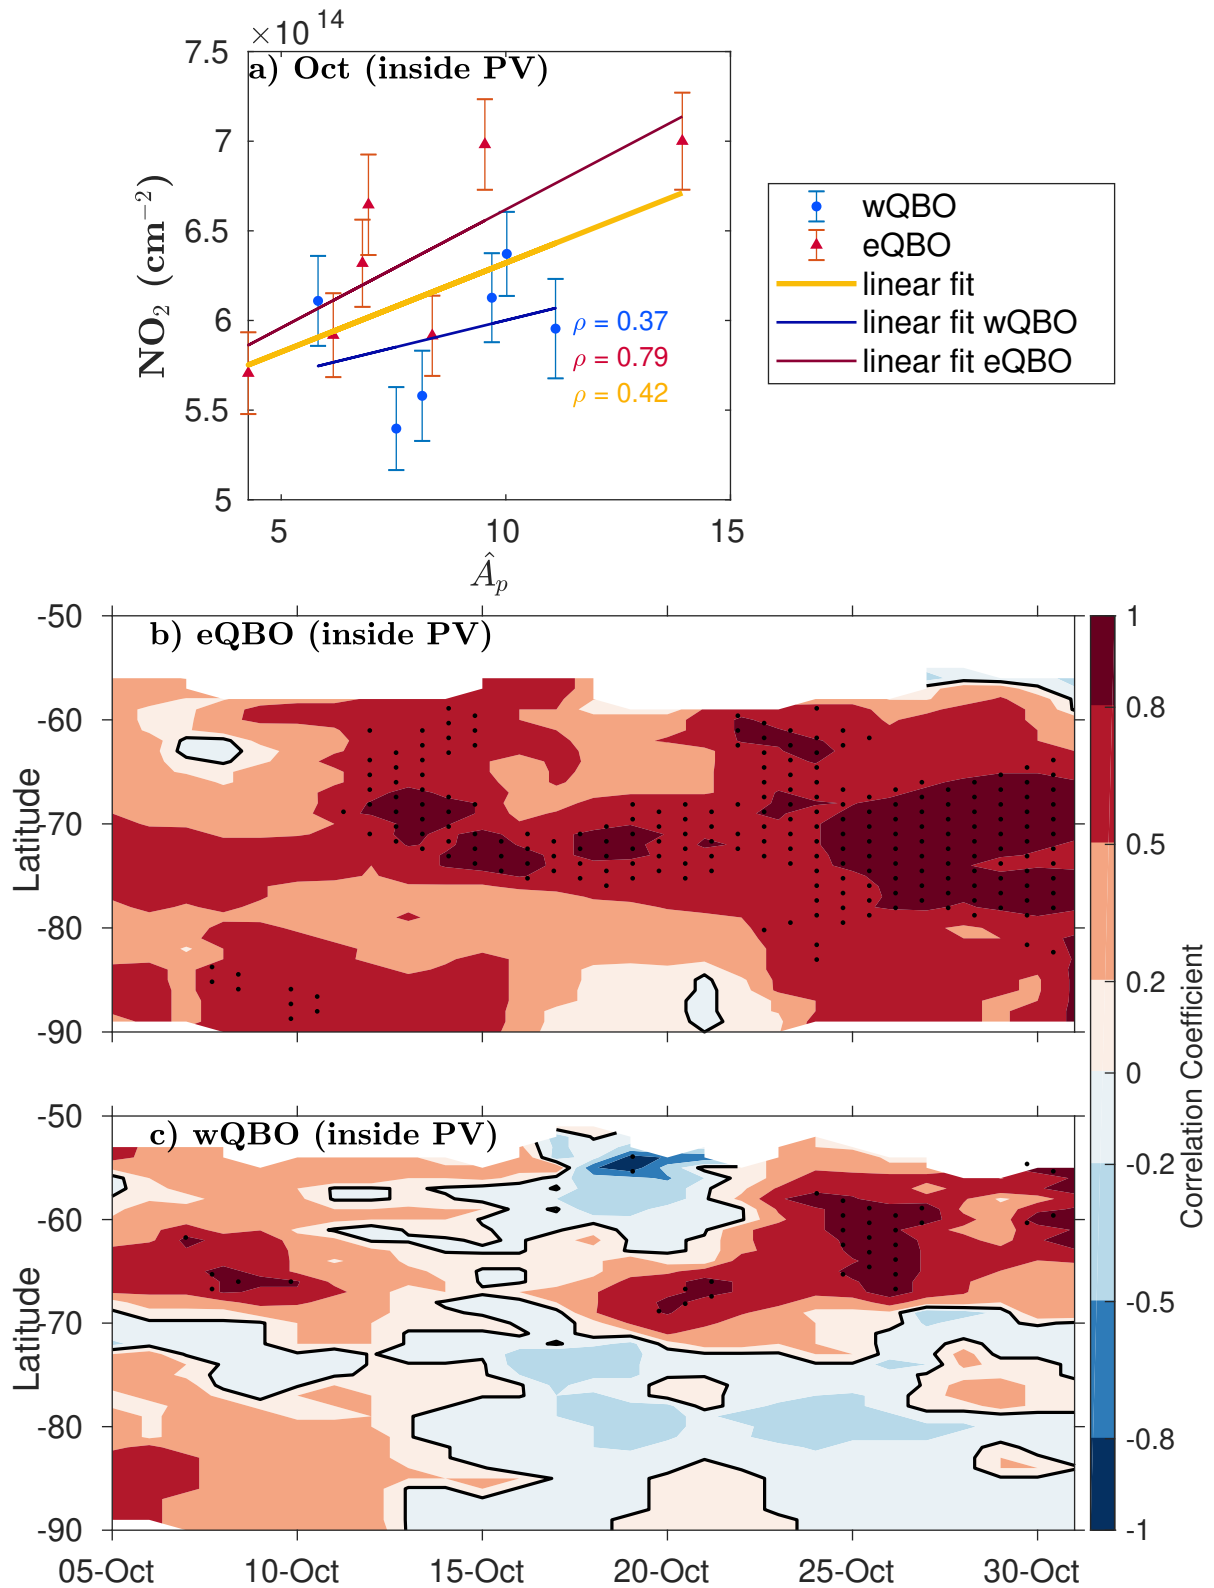 ×10 14
7.5
7
6.5
6
5.5
5
a) Oct (inside PV)
NO2 (cm−2)
ρ = 0.37
ρ = 0.79
ρ = 0.42
5 10 15
Âp
wQBO
eQBO
linear fit
linear fit wQBO
linear fit eQBO
b) eQBO (inside PV)
-50
-60
-70
-80
-90
Latitude
c) wQBO (inside PV)
-50
-60
-70
-80
-90
Latitude
05-Oct 10-Oct 15-Oct 20-Oct 25-Oct 30-Oct
1
0.8
0.5
0.2
0
-0.2
-0.5
-0.8
-1
Correlation Coefficient